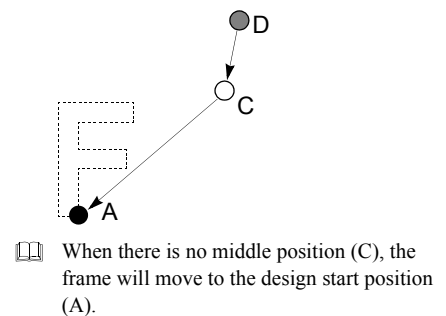 D
C
A
When there is no middle position (C), the
frame will move to the design start position
(A).